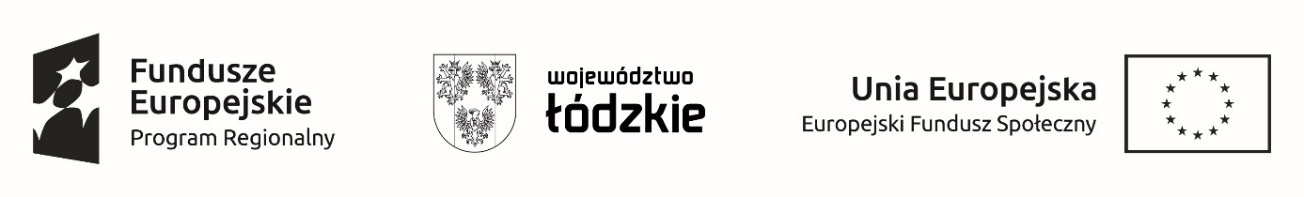 Fundusze
Europejskie
Program Regionalny
województwo
łódzkie
Unia Europejska
Europejski Fundusz Społeczny